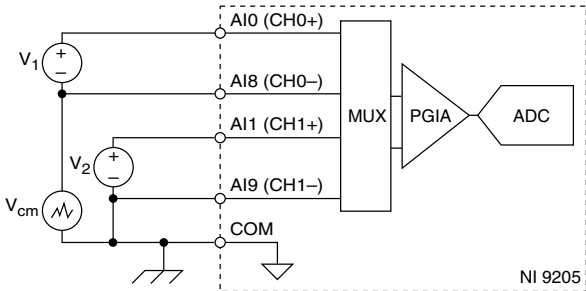 AI0 (CH0+)
V1
+
−
AI8 (CH0−)
MUX
PGIA
ADC
AI1 (CH1+)
V2
+
−
AI9 (CH1−)
Vcm
COM
NI 9205